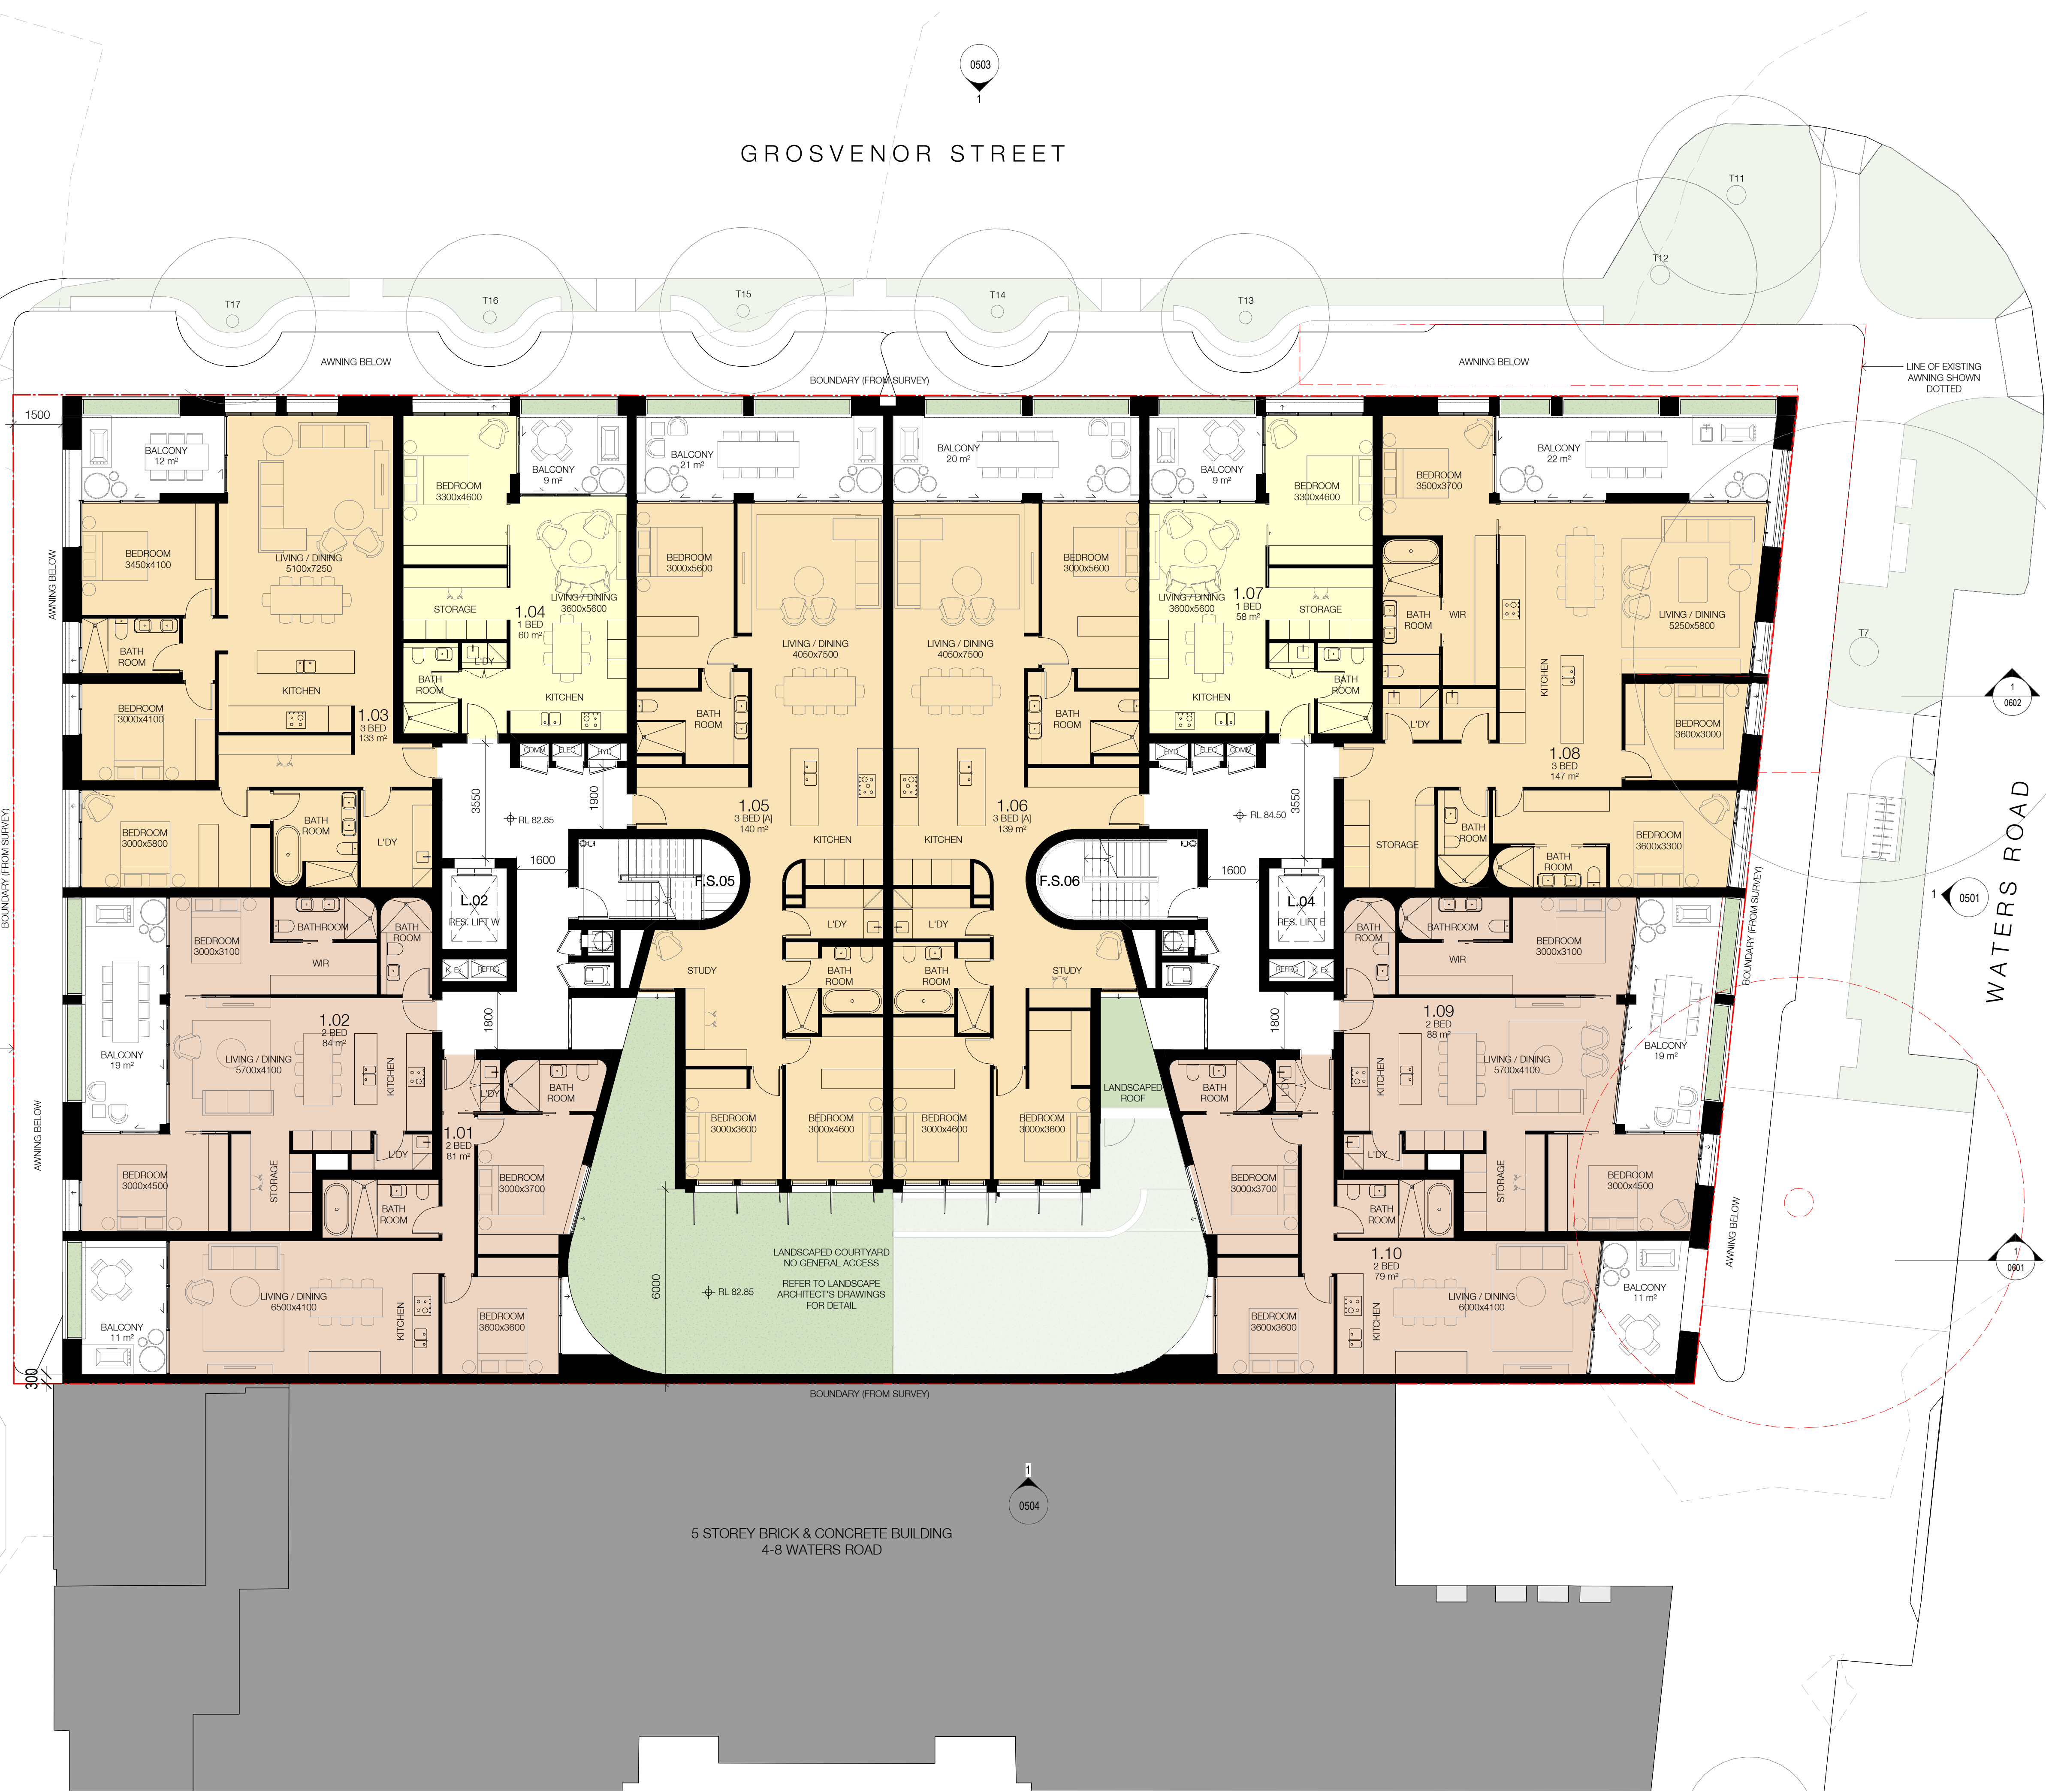 0503
1
GROSVENOR STREET
T11
T12
T17
T16
T15
T14
T13
AWNING BELOW
AWNING BELOW
BOUNDARY (FROM SURVEY)
LINE OF EXISTING
AWNING SHOWN
DOTTED
1500
BALCONY
12 m²
BEDROOM
3450x4100
LIVING / DINING
5100x7250
BATH
ROOM
KITCHEN
BEDROOM
3000x4100
1.03
3 BED
133 m²
BEDROOM
3000x5800
BATH
ROOM
L'DY
BEDROOM
3300x4600
BALCONY
9 m²
STORAGE
1.04
1 BED
60 m²
LIVING / DINING
3600x5600
L'DY
BATH
ROOM
KITCHEN
COMM
ELEC
HYD
BALCONY
21 m²
BEDROOM
3000x5600
LIVING / DINING
4050x7500
BATH
ROOM
1.05
3 BED [A]
140 m²
KITCHEN
L'DY
STUDY
BATH
ROOM
BEDROOM
3000x3600
BEDROOM
3000x4600
BALCONY
20 m²
BEDROOM
3000x5600
LIVING / DINING
4050x7500
BATH
ROOM
1.06
3 BED [A]
139 m²
KITCHEN
L'DY
STUDY
BATH
ROOM
BEDROOM
3000x4600
BEDROOM
3000x3600
BALCONY
9 m²
BEDROOM
3300x4600
1.07
1 BED
58 m²
LIVING / DINING
3600x5600
STORAGE
KITCHEN
BATH
ROOM
HYD
ELEC
COMM
BEDROOM
3500x3700
BALCONY
22 m²
BATH
ROOM
WIR
LIVING / DINING
5250x5800
KITCHEN
L'DY
BEDROOM
3600x3000
1.08
3 BED
147 m²
STORAGE
BATH
ROOM
BATH
ROOM
BEDROOM
3600x3300
T7
1
0602
1
0501
WATERS ROAD
1
0601
AWNING BELOW
BOUNDARY (FROM SURVEY)
AWNING BELOW
3550
RL 82.85
1900
1600
F.S.05
L.02
RES. LIFT W
K. Ex.
REFRIG
1800
F.S.06
RL 84.50
3550
1600
L.04
RES. LIFT E
REFRIG
K. Ex.
1800
BEDROOM
3000x3100
BATHROOM
BATH
ROOM
WIR
BALCONY
19 m²
1.02
2 BED
84 m²
LIVING / DINING
5700x4100
KITCHEN
L'DY
BEDROOM
3000x4500
STORAGE
BATH
ROOM
L'DY
BATH
ROOM
1.01
2 BED
81 m²
BEDROOM
3000x3700
BALCONY
11 m²
LIVING / DINING
6500x4100
KITCHEN
BEDROOM
3600x3600
LANDSCAPED
ROOF
LANDSCAPED COURTYARD
NO GENERAL ACCESS
REFER TO LANDSCAPE
ARCHITECT'S DRAWINGS
FOR DETAIL
6000
RL 82.85
BATH
ROOM
BATHROOM
WIR
BEDROOM
3000x3100
1.09
2 BED
88 m²
LIVING / DINING
5700x4100
KITCHEN
BALCONY
19 m²
L'DY
STORAGE
BEDROOM
3000x4500
BATH
ROOM
L'DY
BEDROOM
3000x3700
BATH
ROOM
1.10
2 BED
79 m²
LIVING / DINING
6000x4100
KITCHEN
BALCONY
11 m²
BEDROOM
3600x3600
BOUNDARY (FROM SURVEY)
AWNING BELOW
300
BOUNDARY (FROM SURVEY)
1
0504
5 STOREY BRICK & CONCRETE BUILDING
4-8 WATERS ROAD